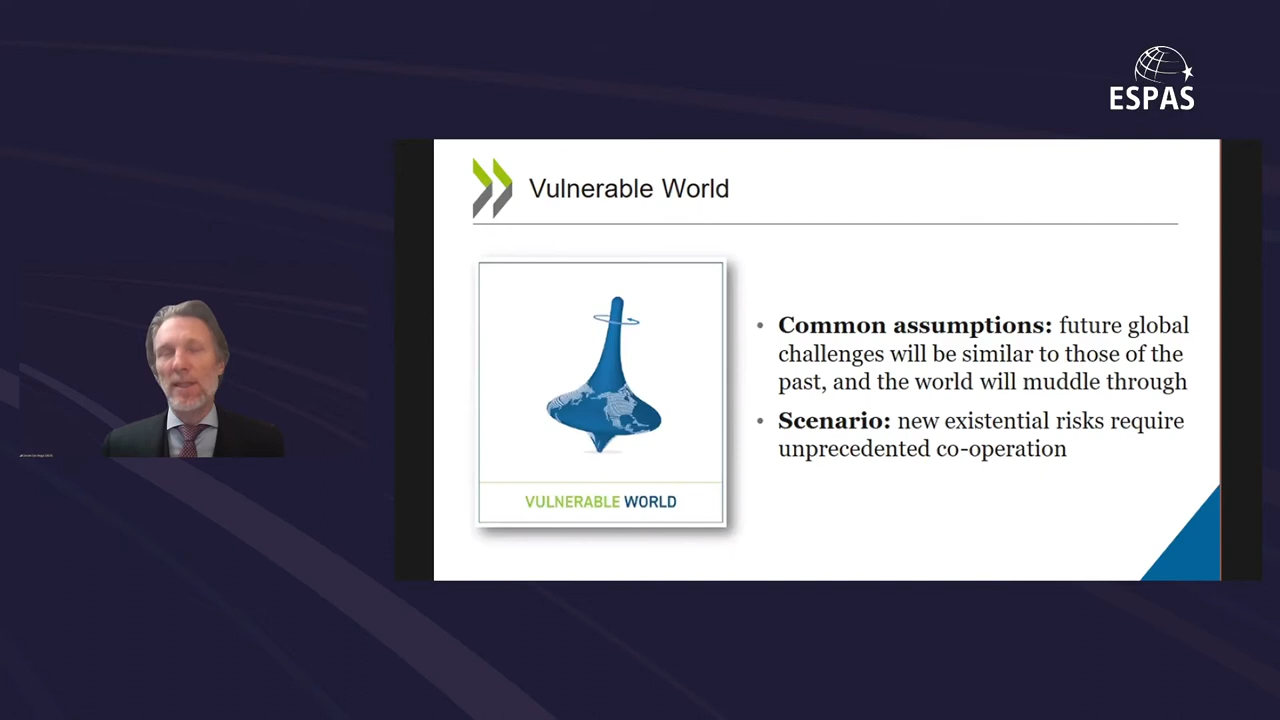 ESPAS
Vulnerable World
VULNERABLE WORLD
• Common assumptions: future global
challenges will be similar to those of the
past, and the world will muddle through
• Scenario: new existential risks require
unprecedented co-operation